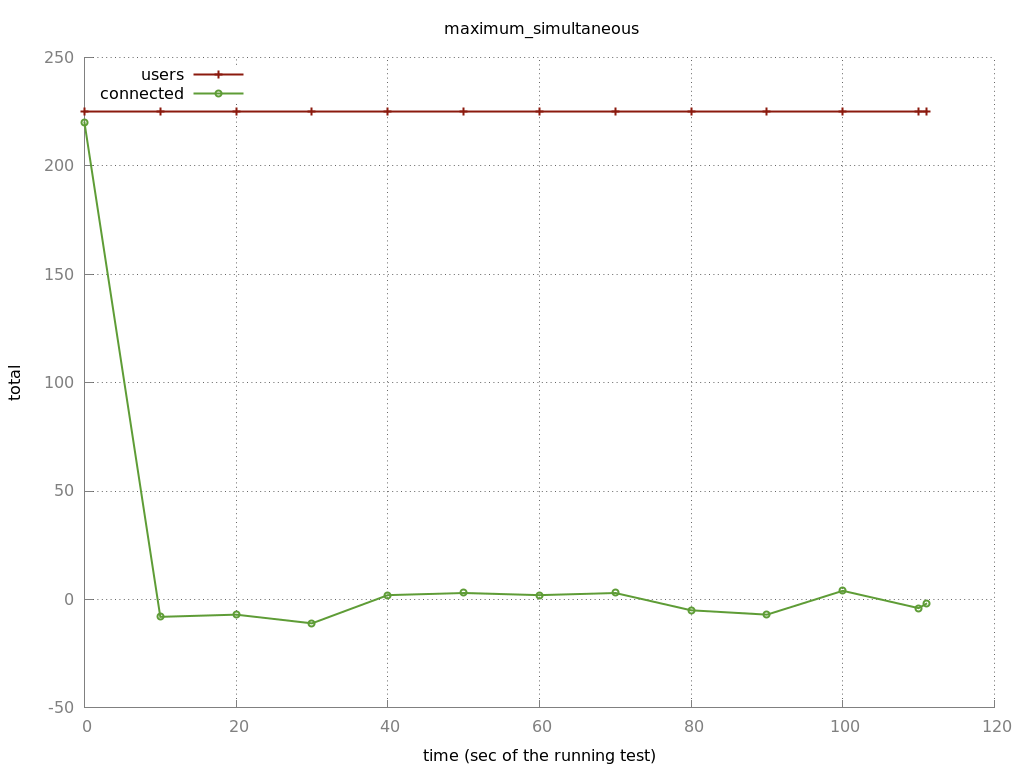 maximum_simultaneous
250
users
connected
200
150
100
total
50
0
-50
0 20 40 60 80 100 120
time (sec of the running test)